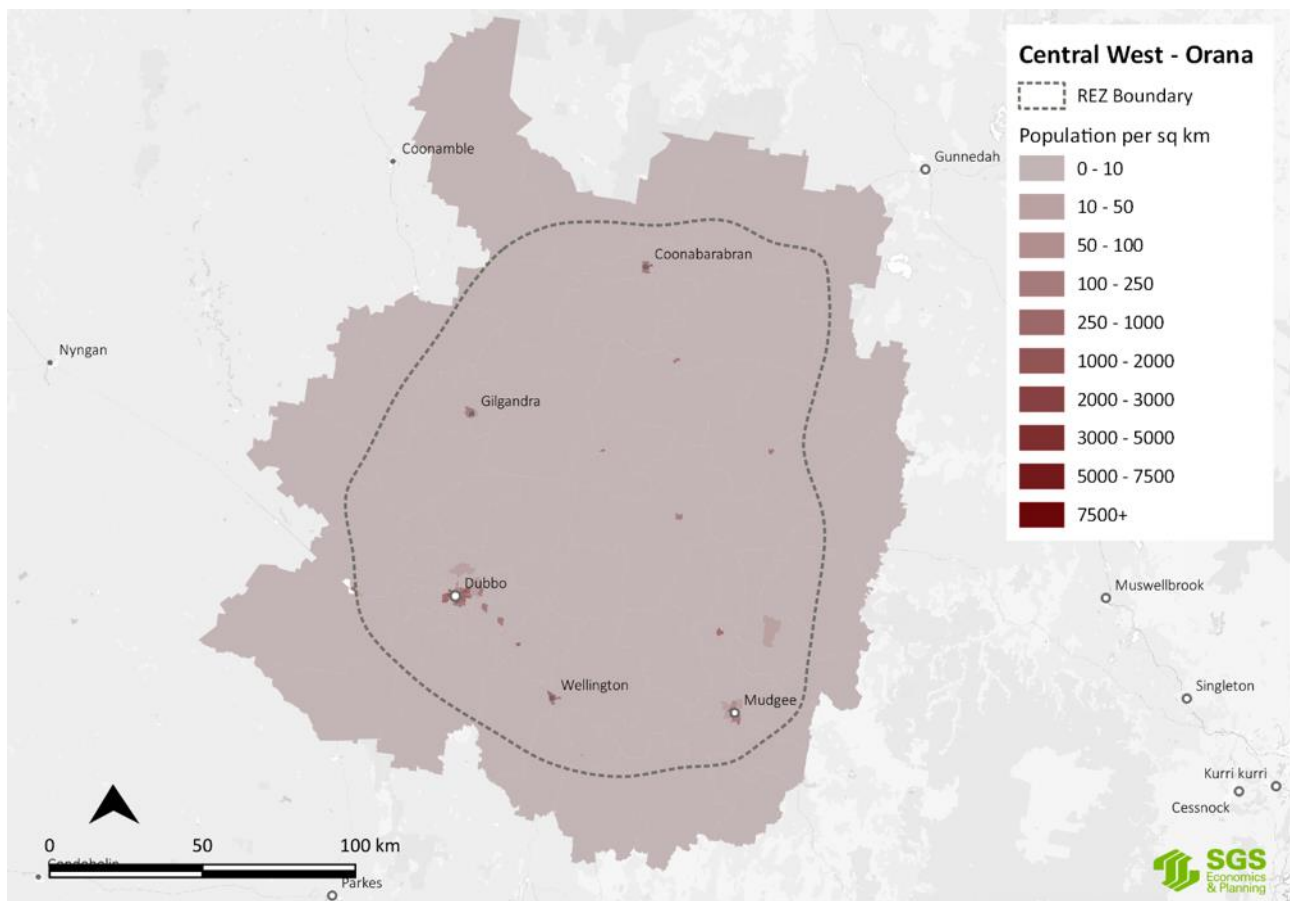 Central West - Orana
REZ Boundary
Population per sq km
0 - 10
10 - 50
50 - 100
100 - 250
250 - 1000
1000 - 2000
2000 - 3000
3000 - 5000
5000 - 7500
7500+
Coonamble
Gunnedah
Coonabarabran
Nyngan
Gilgandra
Dubbo
Muswellbrook
Wellington
Mudgee
Singleton
Kurri kurri
Cessnock
0 50 100 km
Parkes
SGS
Economics
& Planning